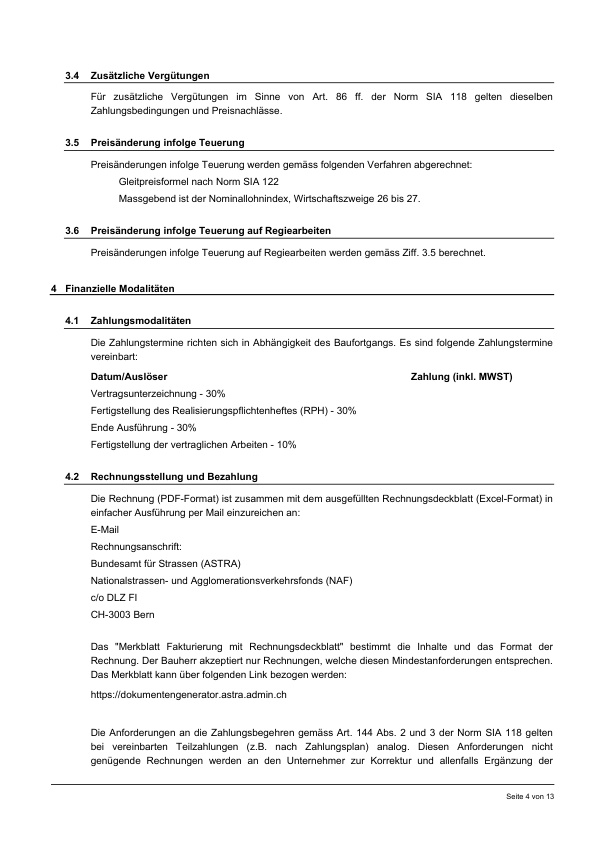 3.4 Zusätzliche Vergütungen
Für zusätzliche Vergütungen im Sinne von Art. 86 ff. der Norm SIA 118 gelten dieselben
Zahlungsbedingungen und Preisnachlässe.
3.5 Preisänderung infolge Teuerung
Preisänderungen infolge Teuerung werden gemäss folgenden Verfahren abgerechnet:
Gleitpreisformel nach Norm SIA 122
Massgebend ist der Nominallohnindex, Wirtschaftszweige 26 bis 27.
3.6 Preisänderung infolge Teuerung auf Regiearbeiten
Preisänderungen infolge Teuerung auf Regiearbeiten werden gemäss Ziff. 3.5 berechnet.
4 Finanzielle Modalitäten
4.1 Zahlungsmodalitäten
Die Zahlungstermine richten sich in Abhängigkeit des Baufortgangs. Es sind folgende Zahlungstermine
vereinbart:
Datum/Auslöser Zahlung (inkl. MWST)
Vertragsunterzeichnung - 30%
Fertigstellung des Realisierungspflichtenheftes (RPH) - 30%
Ende Ausführung - 30%
Fertigstellung der vertraglichen Arbeiten - 10%
4.2 Rechnungsstellung und Bezahlung
Die Rechnung (PDF-Format) ist zusammen mit dem ausgefüllten Rechnungsdeckblatt (Excel-Format) in
einfacher Ausführung per Mail einzureichen an:
E-Mail
Rechnungsanschrift:
Bundesamt für Strassen (ASTRA)
Nationalstrassen- und Agglomerationsverkehrsfonds (NAF)
c/o DLZ FI
CH-3003 Bern
Das "Merkblatt Fakturierung mit Rechnungsdeckblatt" bestimmt die Inhalte und das Format der
Rechnung. Der Bauherr akzeptiert nur Rechnungen, welche diesen Mindestanforderungen entsprechen.
Das Merkblatt kann über folgenden Link bezogen werden:
https://dokumentengenerator.astra.admin.ch
Die Anforderungen an die Zahlungsbegehren gemäss Art. 144 Abs. 2 und 3 der Norm SIA 118 gelten
bei vereinbarten Teilzahlungen (z.B. nach Zahlungsplan) analog. Diesen Anforderungen nicht
genügende Rechnungen werden an den Unternehmer zur Korrektur und allenfalls Ergänzung der
Seite 4 von 13